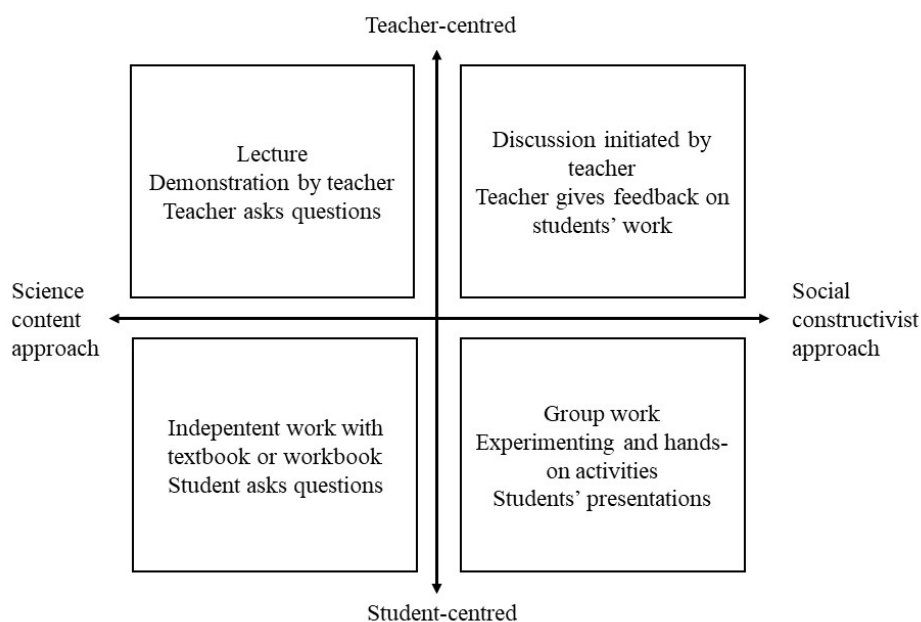 Teacher-centred
Lecture
Demonstration by teacher
Teacher asks questions
Discussion initiated by
teacher
Teacher gives feedback on
students’ work
Science
content
approach
Social
constructivist
approach
Indepentent work with
textbook or workbook
Student asks questions
Group work
Experimenting and hands-
on activities
Students’ presentations
Student-centred